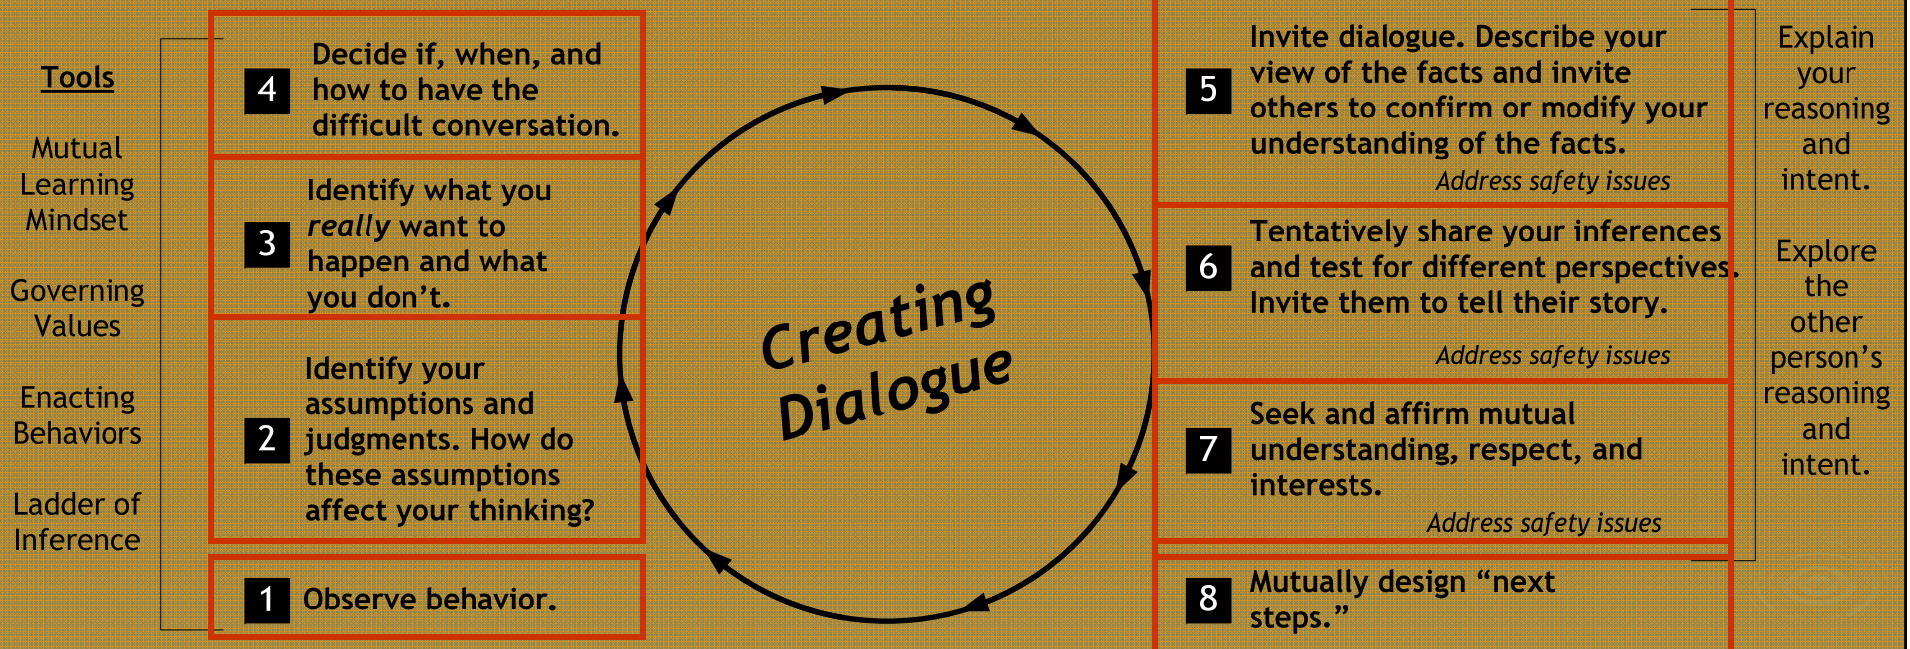 Tools
Mutual
Learning
Mindset
Governing
Values
Enacting
Behaviors
Ladder of
Inference
4
Decide if, when, and
how to have the
difficult conversation.
3
Identify what you
really want to
happen and what
you don’t.
2
Identify your
assumptions and
judgments. How do
these assumptions
affect your thinking?
1
Observe behavior.
Creating
Dialogue
5
Invite dialogue. Describe your
view of the facts and invite
others to confirm or modify your
understanding of the facts.
Address safety issues
6
Tentatively share your inferences
and test for different perspectives.
Invite them to tell their story.
Address safety issues
7
Seek and affirm mutual
understanding, respect, and
interests.
Address safety issues
8
Mutually design “next
steps.”
Explain
your
reasoning
and
intent.
Explore
the
other
person’s
reasoning
and
intent.